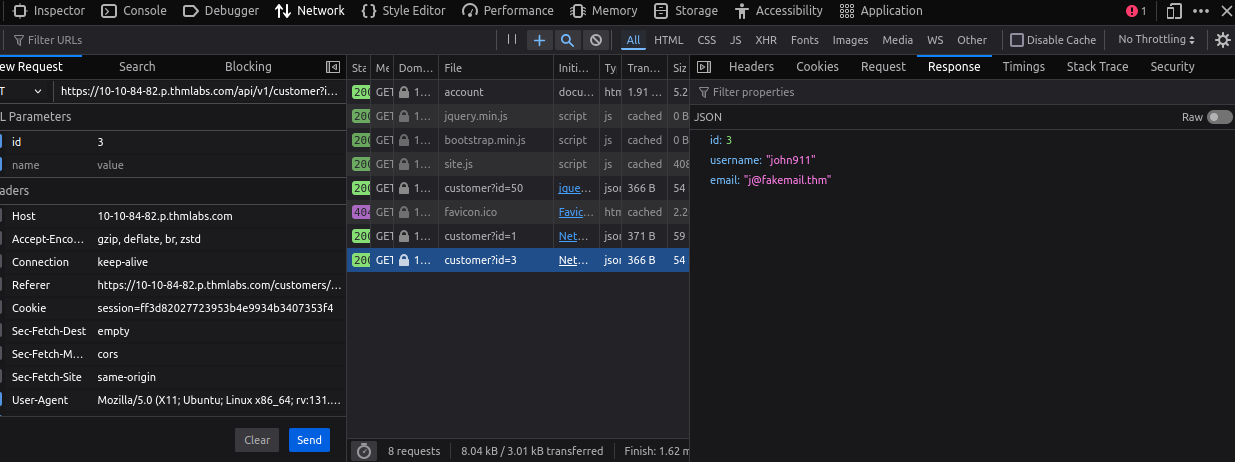 Inspector Console Debugger Network Style Editor Performance Memory Storage Accessibility Application 1
Filter URLs All HTML CSS JS XHR Fonts Images Media WS Other Disable Cache No Throttling
ew Request Search Blocking
T https://10-10-84-82.p.thmlabs.com/api/v1/customer?i…
L Parameters
id 3
name value
aders
Host 10-10-84-82.p.thmlabs.com
Accept-Enco… gzip, deflate, br, zstd
Connection keep-alive
Referer https://10-10-84-82.p.thmlabs.com/customers/…
Cookie session=ff3d82027723953b4e9934b3407353f4
Sec-Fetch-Dest empty
Sec-Fetch-M… cors
Sec-Fetch-Site same-origin
User-Agent Mozilla/5.0 (X11; Ubuntu; Linux x86_64; rv:131.…
Clear Send
Sta Me Dom… File Initi… Ty Tran… Siz
200 GET 1… account docu… htm 1.91 … 5.2
200 GET 1… jquery.min.js script js cached 0 B
200 GET 1… bootstrap.min.js script js cached 0 B
200 GET 1… site.js script js cached 408
200 GET 1… customer?id=50 jque… json 366 B 54
404 GET 1… favicon.ico Favic… htm cached 2.2
200 GET 1… customer?id=1 Net… json 371 B 59
200 GET 1… customer?id=3 Net… json 366 B 54
8 requests 8.04 kB / 3.01 kB transferred Finish: 1.62 m
Headers Cookies Request Response Timings Stack Trace Security
Filter properties
JSON Raw
id: 3
username: "john911"
email: "j@fakemail.thm"